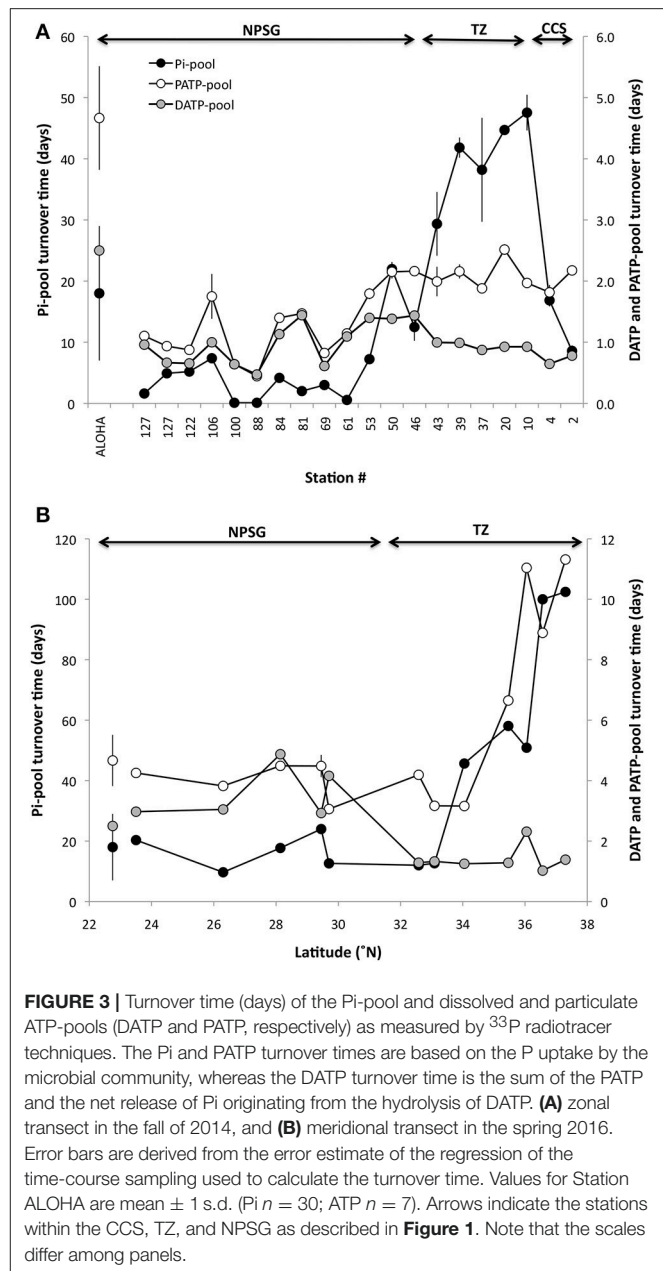 A
NPSG
TZ
CCS
Pi-pool
PATP-pool
DATP-pool
60
50
40
30
20
10
0
Pi-pool turnover time (days)
6.0
5.0
4.0
3.0
2.0
1.0
0.0
DATP and PATP-pool turnover time (days)
ALOHA
127
127
122
106
100
88
84
81
69
61
53
50
46
43
39
37
20
10
4
2
Station #
B
NPSG
TZ
120
100
80
60
40
20
0
Pi-pool turnover time (days)
12
10
8
6
4
2
0
DATP and PATP-pool turnover time (days)
22 24 26 28 30 32 34 36 38
Latitude (˚N)
FIGURE 3 | Turnover time (days) of the Pi-pool and dissolved and particulate
ATP-pools (DATP and PATP, respectively) as measured by ³³P radiotracer
techniques. The Pi and PATP turnover times are based on the P uptake by the
microbial community, whereas the DATP turnover time is the sum of the PATP
and the net release of Pi originating from the hydrolysis of DATP. (A) zonal
transect in the fall of 2014, and (B) meridional transect in the spring 2016.
Error bars are derived from the error estimate of the regression of the
time-course sampling used to calculate the turnover time. Values for Station
ALOHA are mean ± 1 s.d. (Pi n = 30; ATP n = 7). Arrows indicate the stations
within the CCS, TZ, and NPSG as described in Figure 1. Note that the scales
differ among panels.